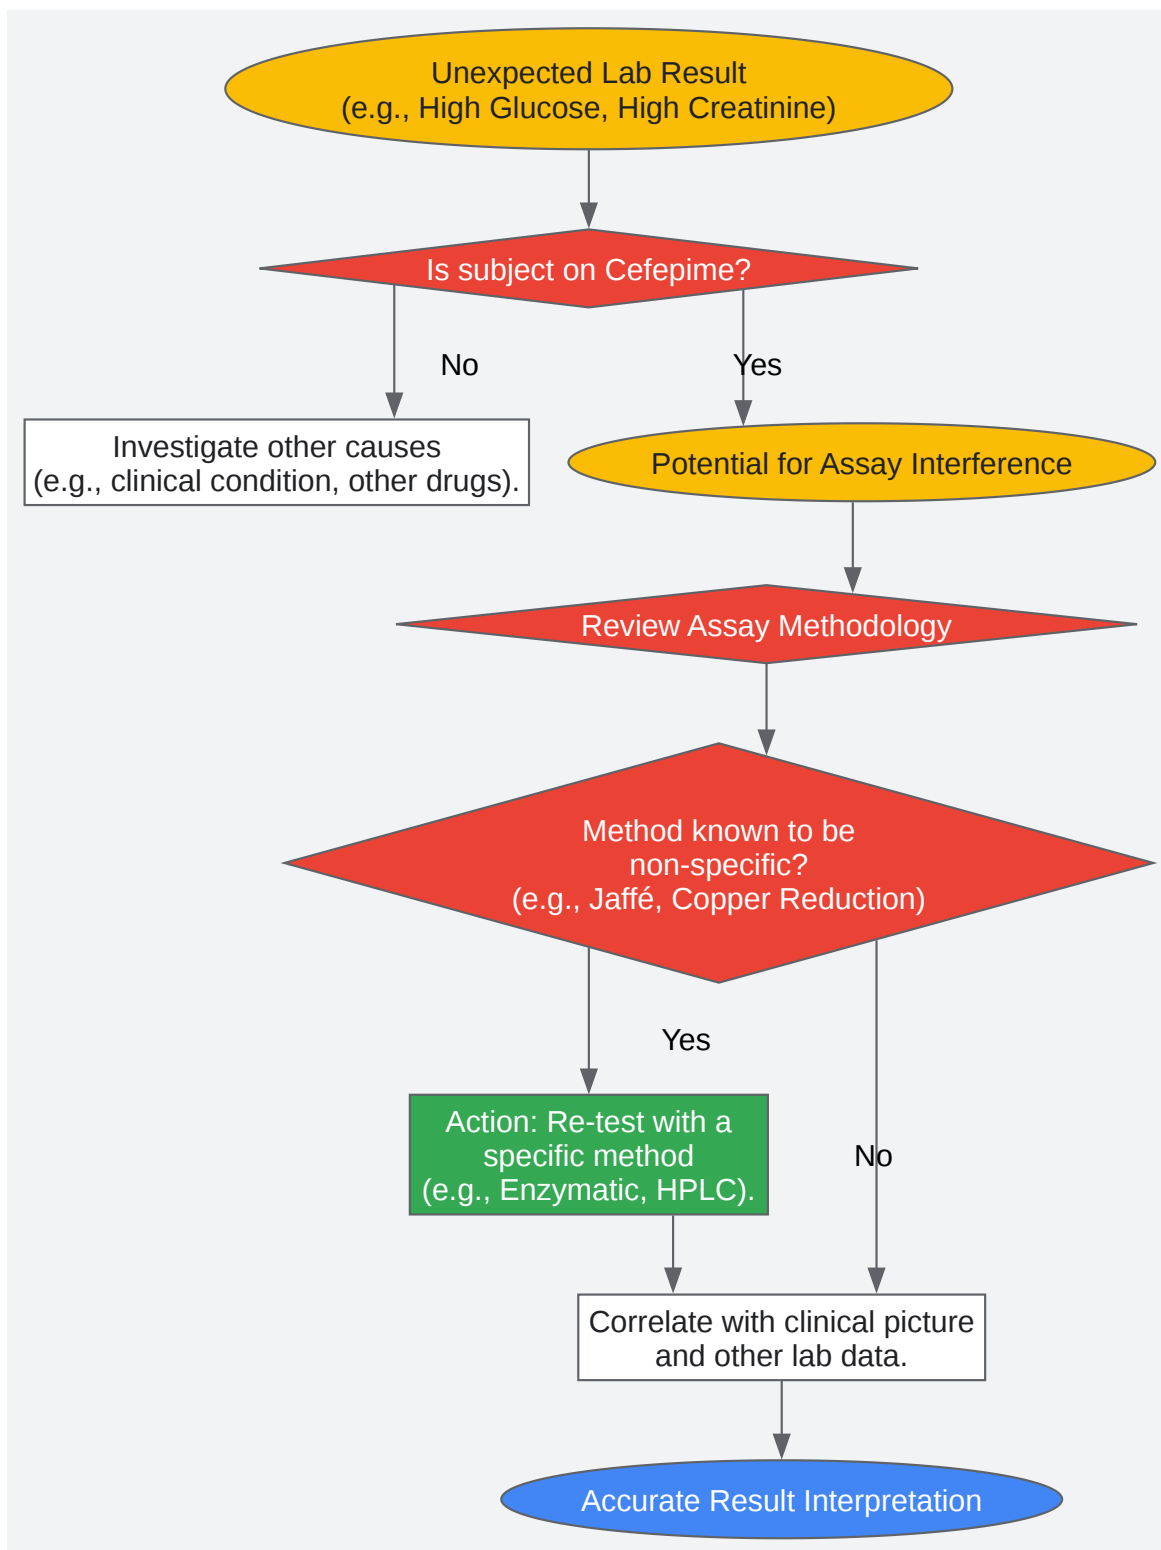 Unexpected Lab Result
(e.g., High Glucose, High Creatinine)
Is subject on Cefepime?
No
Yes
Investigate other causes
(e.g., clinical condition, other drugs).
Potential for Assay Interference
Review Assay Methodology
Method known to be
non-specific?
(e.g., Jaffé, Copper Reduction)
Yes
Action: Re-test with a
specific method
(e.g., Enzymatic, HPLC).
No
Correlate with clinical picture
and other lab data.
Accurate Result Interpretation